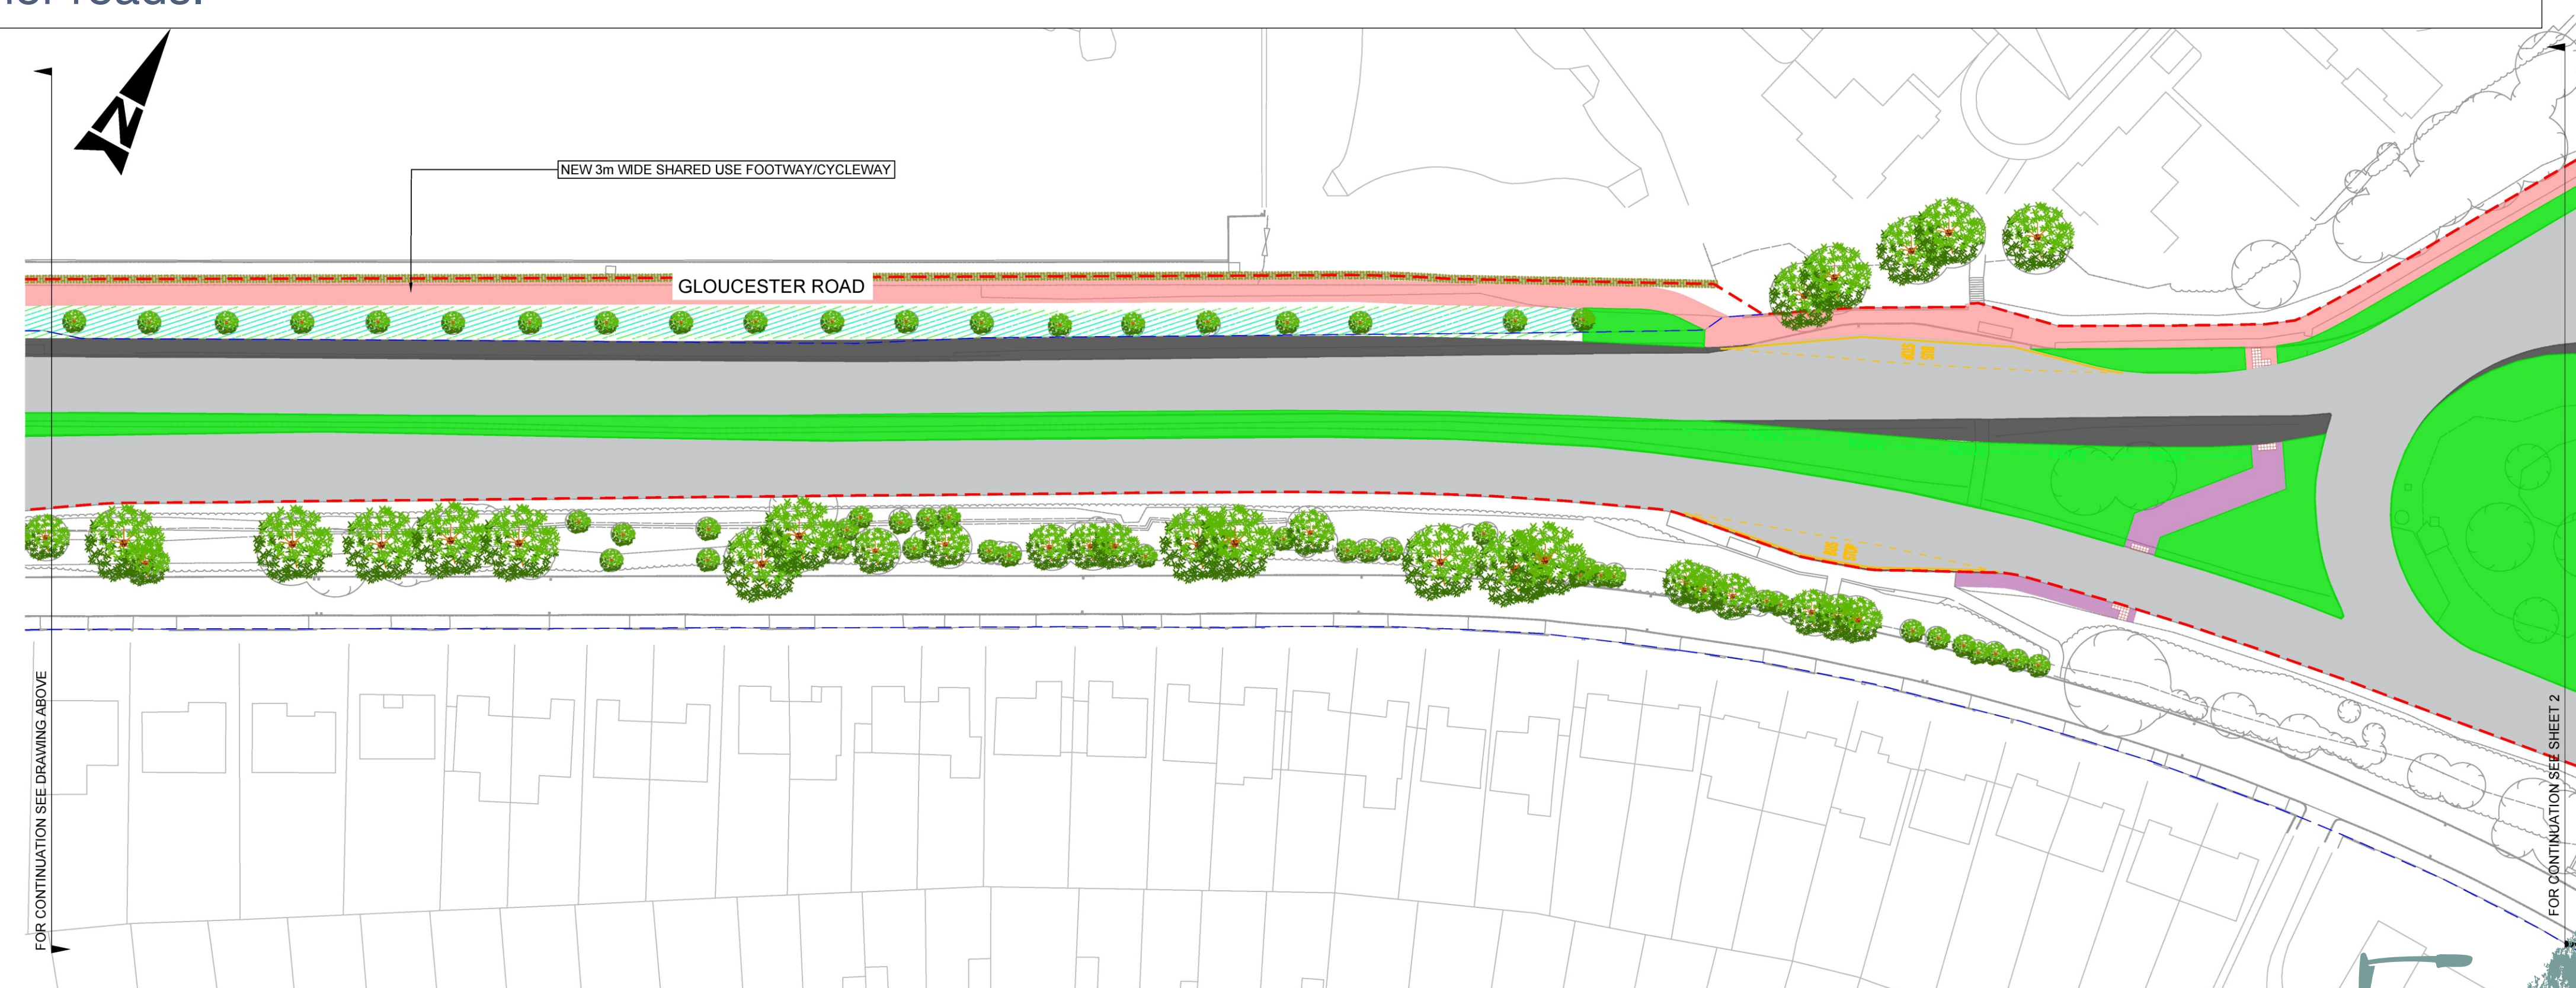 roads.
N
NEW 3m WIDE SHARED USE FOOTWAY/CYCLEWAY
GLOUCESTER ROAD
FOR CONTINUATION SEE DRAWING ABOVE
FOR CONTINUATION SEE SHEET 2